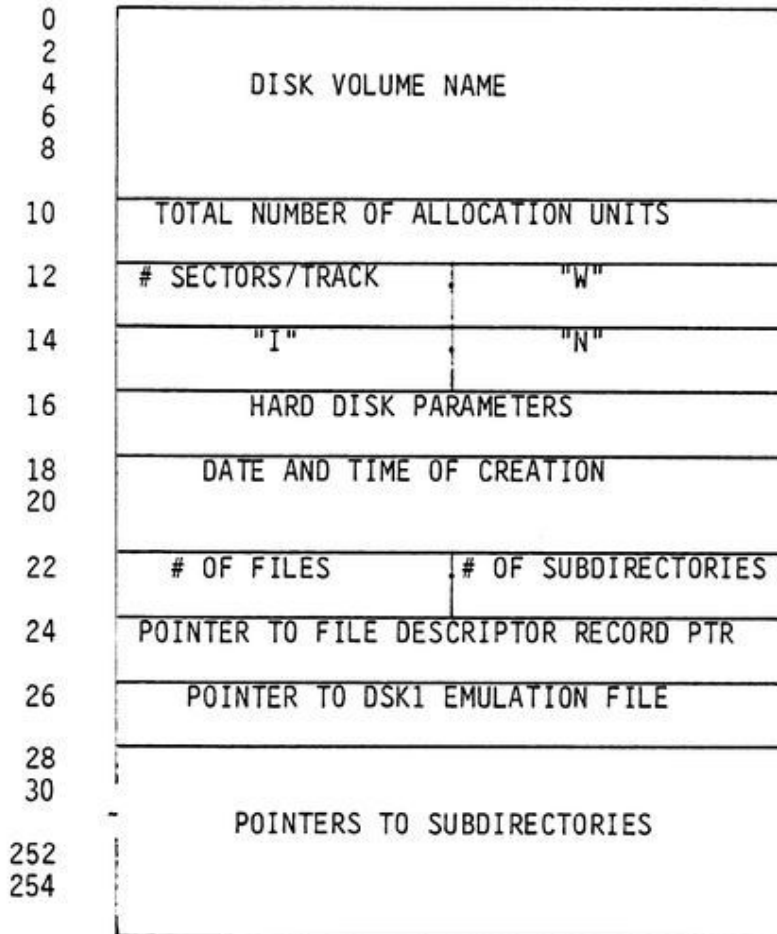 0
2
4 DISK VOLUME NAME
6
8
10 TOTAL NUMBER OF ALLOCATION UNITS
12 # SECTORS/TRACK "W"
14 "I" "N"
16 HARD DISK PARAMETERS
18 DATE AND TIME OF CREATION
20
22 # OF FILES # OF SUBDIRECTORIES
24 POINTER TO FILE DESCRIPTOR RECORD PTR
26 POINTER TO DSK1 EMULATION FILE
28
30
~ POINTERS TO SUBDIRECTORIES
252
254